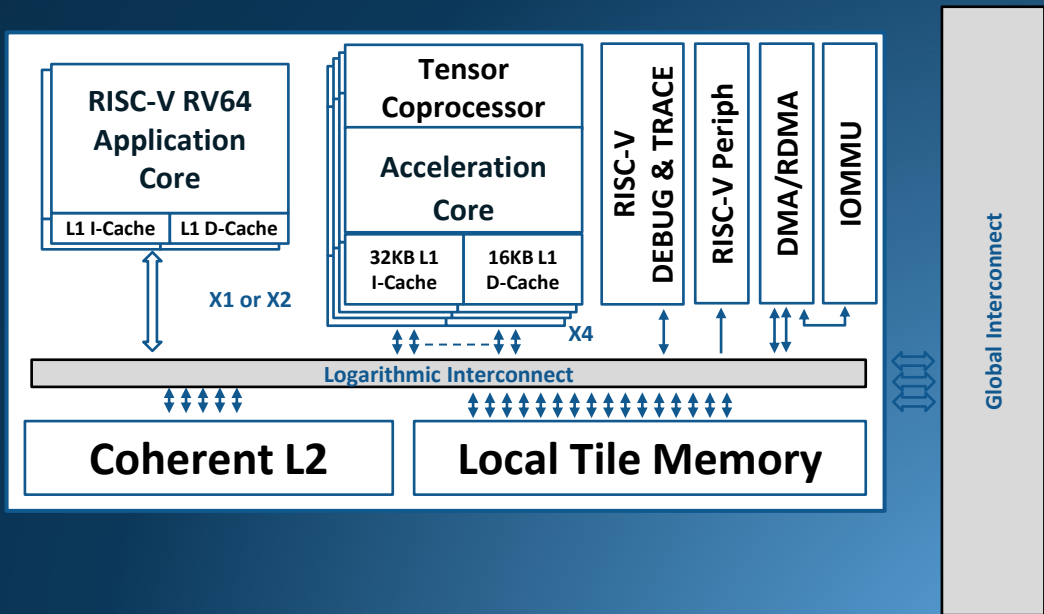 RISC-V RV64
Application
Core
L1 I-Cache
L1 D-Cache
X1 or X2
Tensor
Coprocessor
Acceleration
Core
32KB L1
I-Cache
16KB L1
D-Cache
X4
RISC-V
DEBUG & TRACE
RISC-V Periph
DMA/RDMA
IOMMU
Logarithmic Interconnect
Coherent L2
Local Tile Memory
Global Interconnect